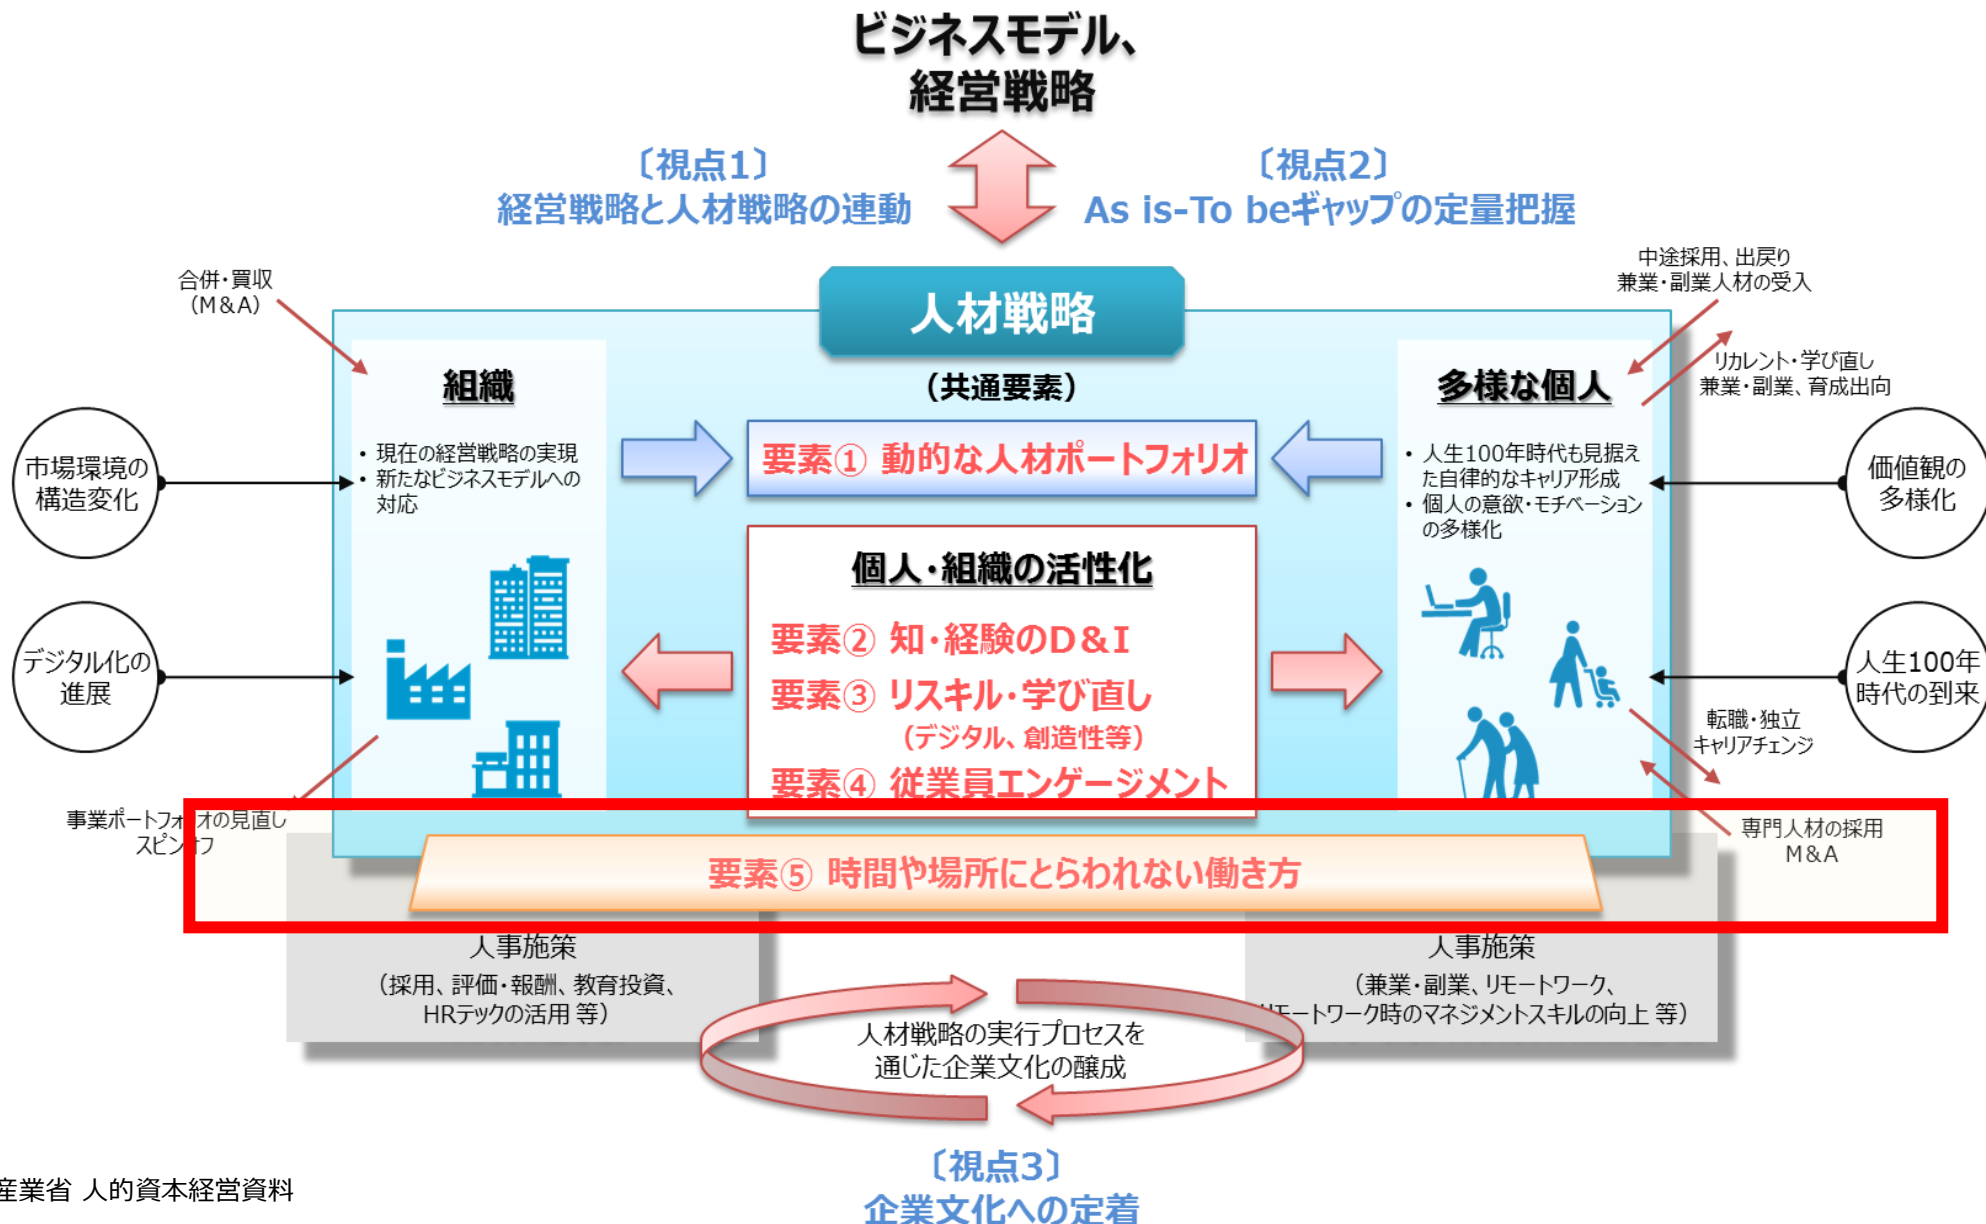 ビジネスモデル、
経営戦略
〔視点1〕
経営戦略と人材戦略の連動
〔視点2〕
As is-To beギャップの定量把握
合併・買収
（M&A）
中途採用、出戻り
兼業・副業人材の受入
リカレント・学び直し
兼業・副業、育成出向
人材戦略
（共通要素）
組織
• 現在の経営戦略の実現
• 新たなビジネスモデルへの
対応
要素① 動的な人材ポートフォリオ
多様な個人
• 人生100年時代も見据え
た自律的なキャリア形成
• 個人の意欲・モチベーション
の多様化
市場環境の
構造変化
デジタル化の
進展
価値観の
多様化
人生100年
時代の到来
個人・組織の活性化
要素② 知・経験のD&I
要素③ リスキル・学び直し
（デジタル、創造性等）
要素④ 従業員エンゲージメント
転職・独立
キャリアチェンジ
事業ポートフォリオの見直し
スピンオフ
専門人材の採用
M&A
要素⑤ 時間や場所にとらわれない働き方
人事施策
（採用、評価・報酬、教育投資、
HRテックの活用 等）
人事施策
（兼業・副業、リモートワーク、
リモートワーク時のマネジメントスキルの向上 等）
人材戦略の実行プロセスを
通じた企業文化の醸成
〔視点3〕
企業文化への定着
産業省 人的資本経営資料